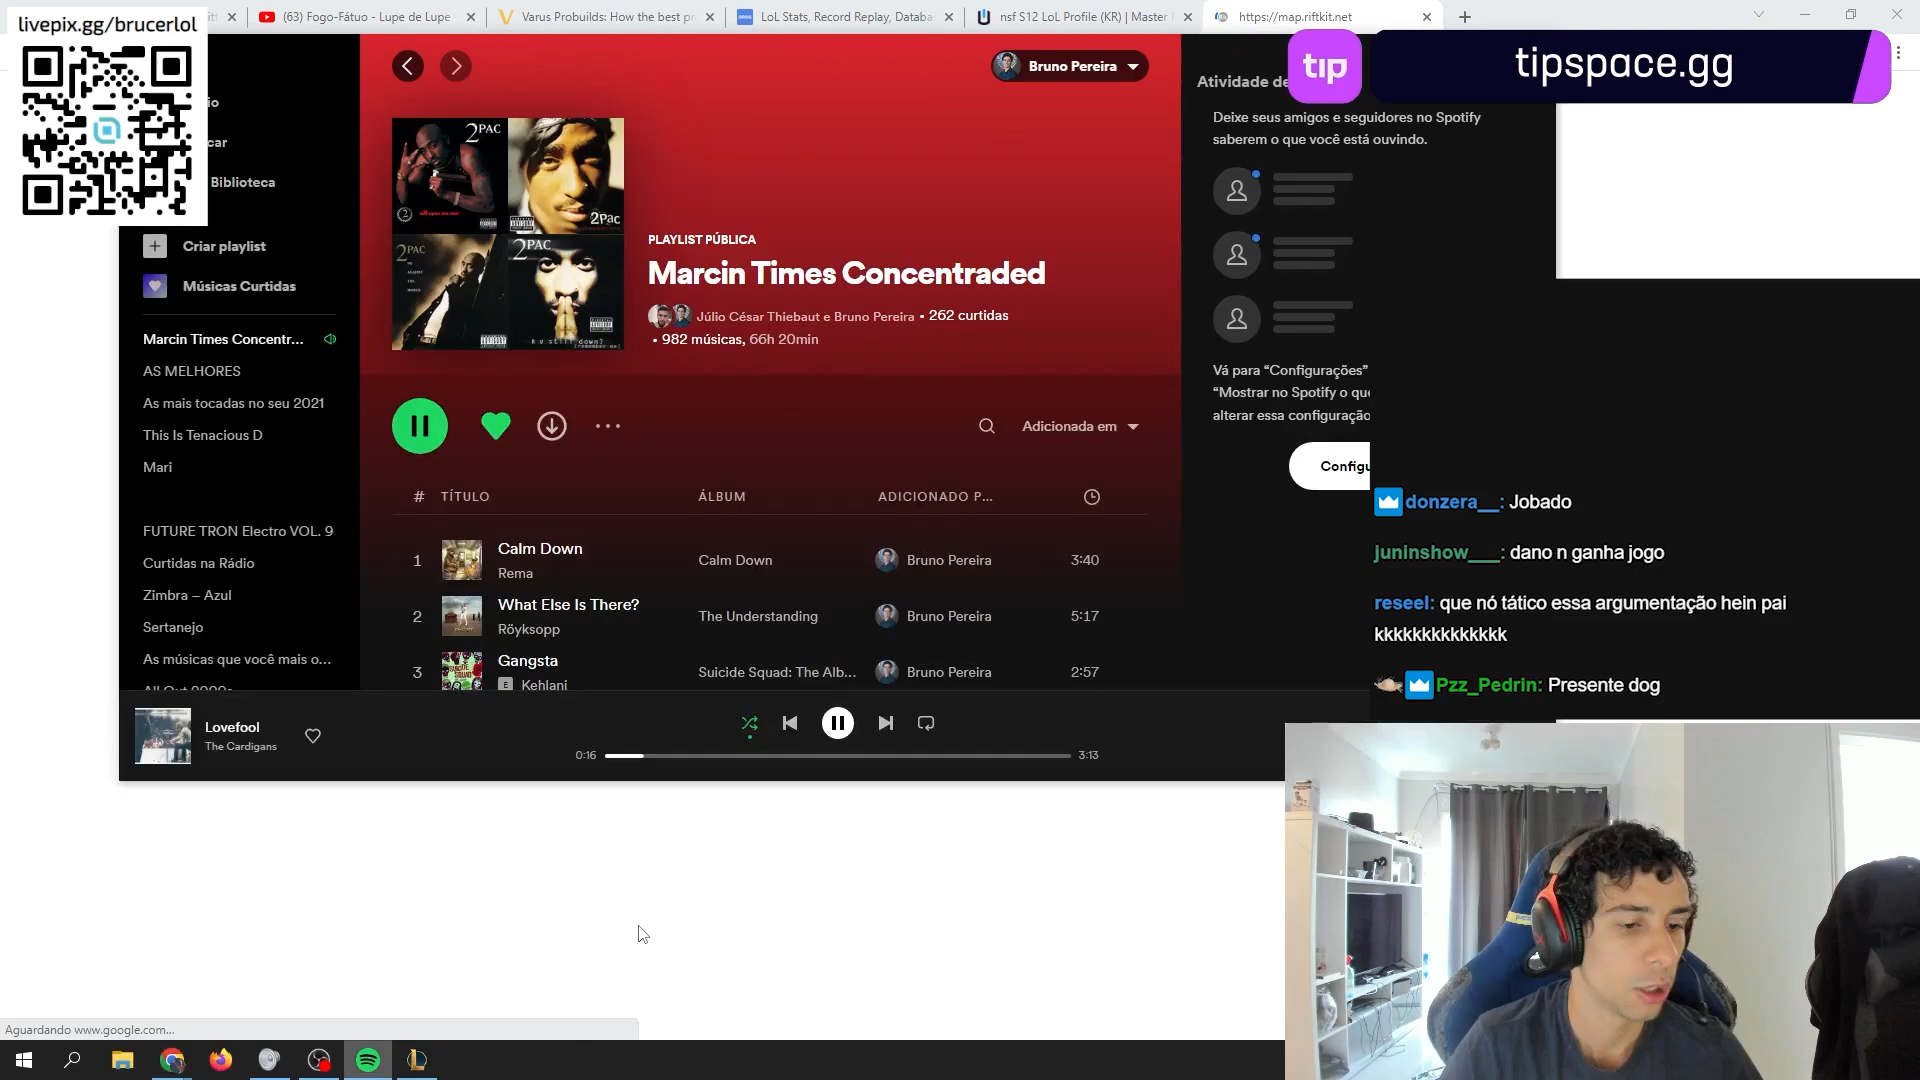 livepix.gg/brucerlol
(63) Fogo-Fátuo - Lupe de Lupe -
Varus Probuilds: How the best pr
LoL Stats, Record Replay, Databa
nsf S12 LoL Profile (KR) | Master
https://map.riftkit.net
Bruno Pereira
Atividade de
tip
tipspace.gg
Deixe seus amigos e seguidores no Spotify
saberem o que você está ouvindo.
Biblioteca
Criar playlist
Músicas Curtidas
Marcin Times Concentr...
AS MELHORES
As mais tocadas no seu 2021
This Is Tenacious D
Mari
FUTURE TRON Electro VOL. 9
Curtidas na Rádio
Zimbra – Azul
Sertanejo
As músicas que você mais o...
2PAC
2Pac
2PAC
2PAC
PLAYLIST PÚBLICA
Marcin Times Concentraded
Júlio César Thiebaut e Bruno Pereira • 262 curtidas
• 982 músicas, 66h 20min
Adicionada em
# TÍTULO ÁLBUM ADICIONADO P...
1 Calm Down Calm Down Bruno Pereira 3:40
Rema
2 What Else Is There? The Understanding Bruno Pereira 5:17
Röyksopp
3 Gangsta Suicide Squad: The Alb... Bruno Pereira 2:57
E Kehlani
Vá para “Configurações”
“Mostrar no Spotify o que
alterar essa configuração
Configu
donzera__: Jobado
juninshow___: dano n ganha jogo
reseel: que nó tático essa argumentação hein pai
kkkkkkkkkkkkkk
Pzz_Pedrin: Presente dog
Lovefool
The Cardigans
0:16
3:13
Aguardando www.google.com...